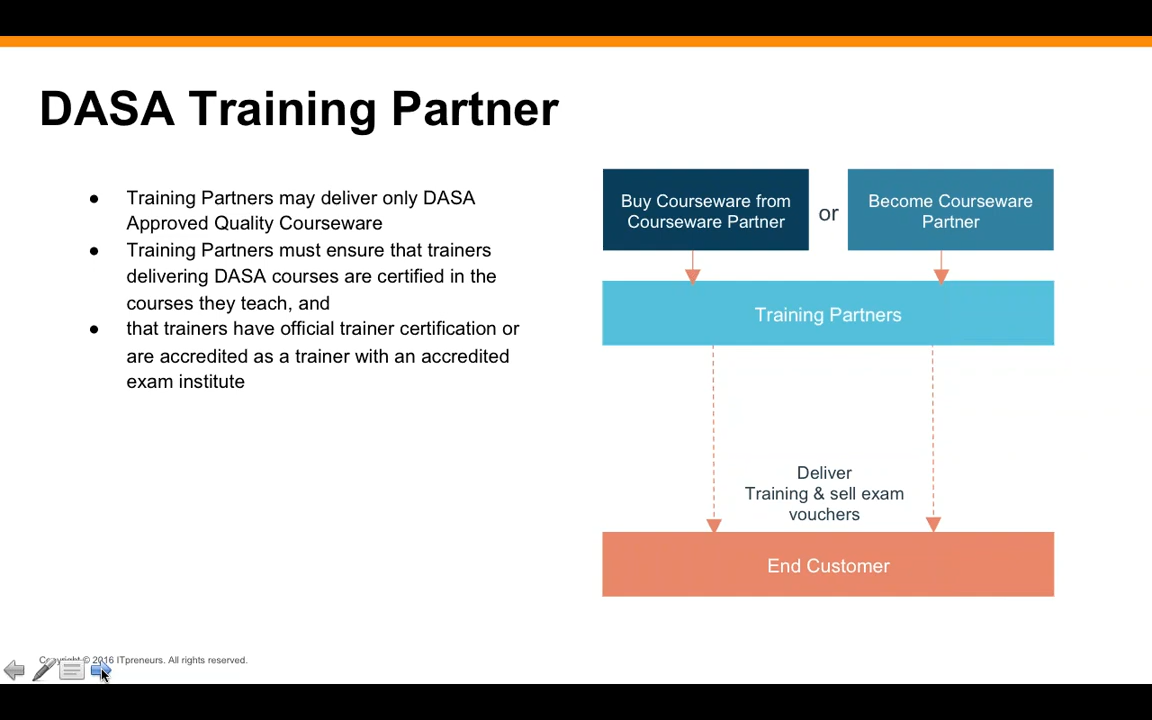 DASA Training Partner
● Training Partners may deliver only DASA
Approved Quality Courseware
● Training Partners must ensure that trainers
delivering DASA courses are certified in the
courses they teach, and
● that trainers have official trainer certification or
are accredited as a trainer with an accredited
exam institute
Buy Courseware from
Courseware Partner
or
Become Courseware
Partner
Training Partners
Deliver
Training & sell exam
vouchers
End Customer
Copyright © 2016 ITpreneurs. All rights reserved.